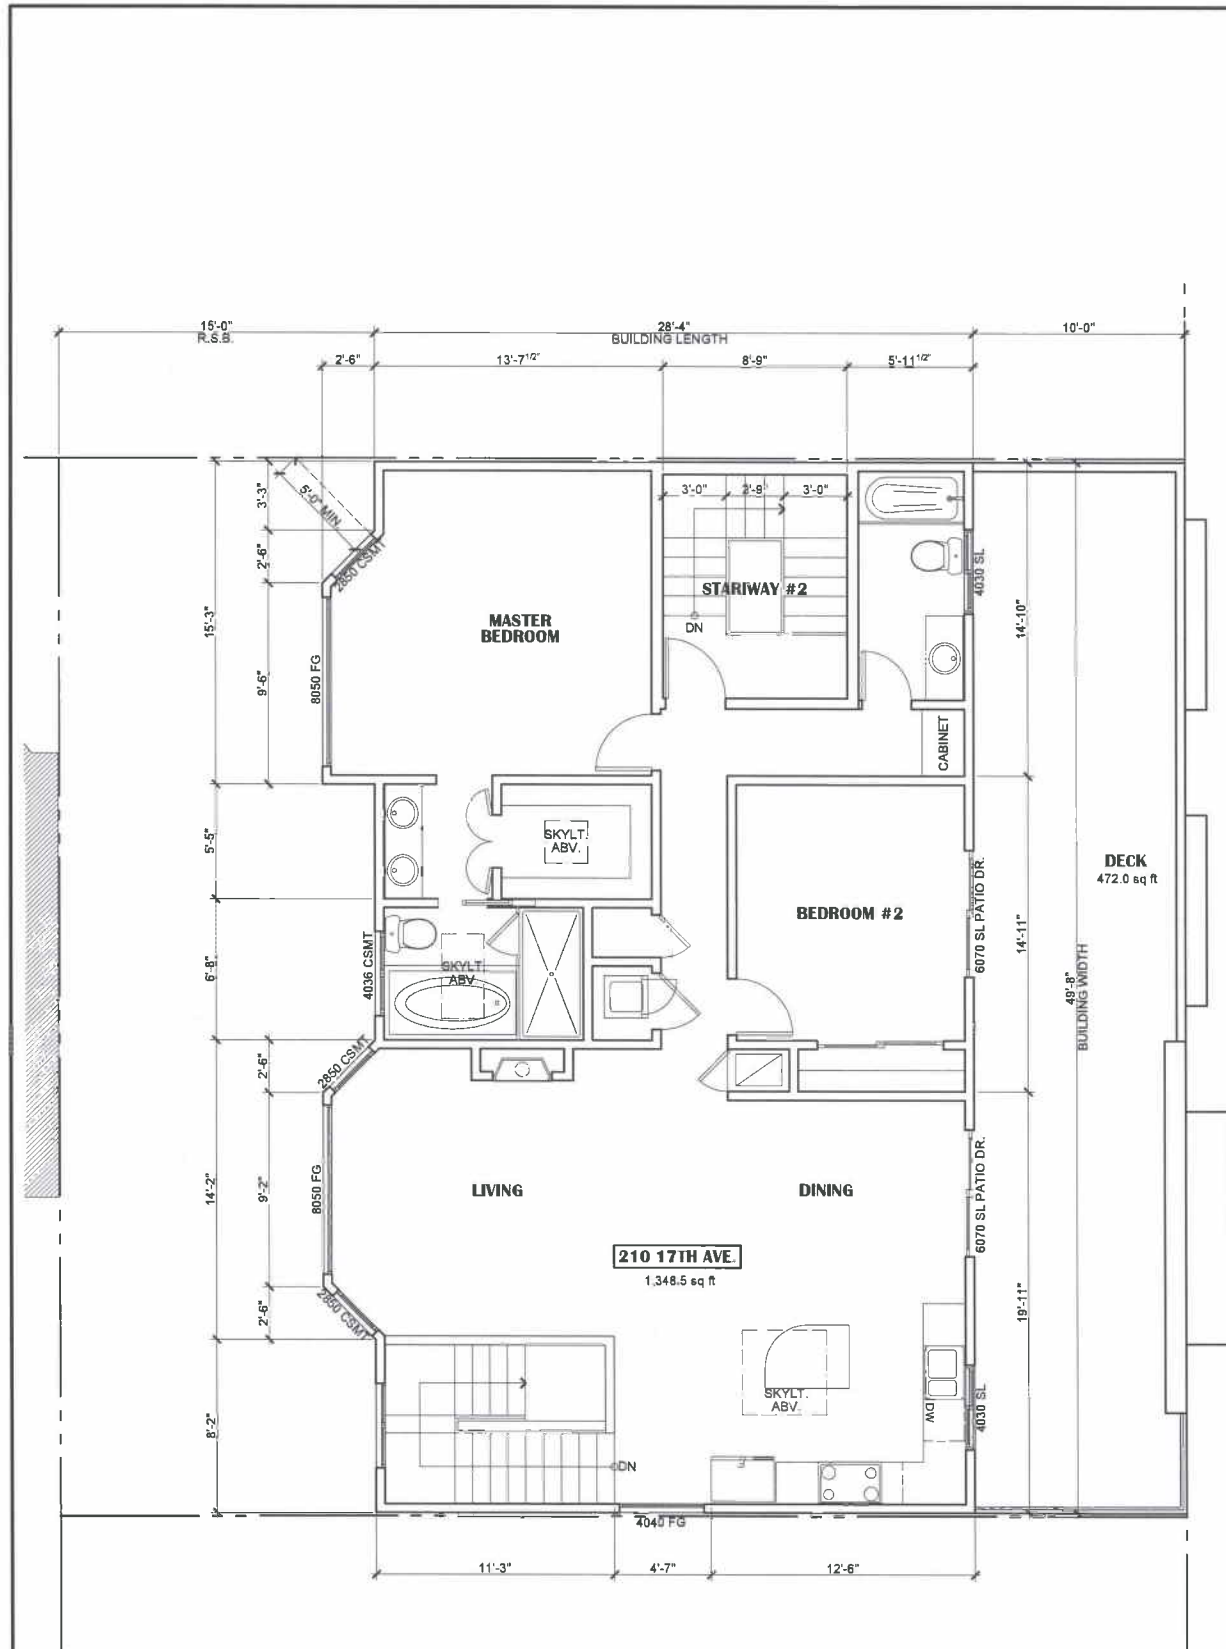 15'-0"
R.S.B.
28'-4"
BUILDING LENGTH
10'-0"
2'-6"
13'-7 1/2"
8'-9"
5'-11 1/2"
3'-3"
5'-0" MIN.
2'-6"
2850 CSMT
15'-3"
9'-6"
8050 FG
MASTER
BEDROOM
3'-0"
2'-9"
3'-0"
STARIWAY #2
DN
4030 SL
14'-10"
CABINET
5'-5"
SKYLT.
ABV.
BEDROOM #2
6070 SL PATIO DR.
14'-11"
49'-8"
BUILDING WIDTH
DECK
472.0 sq ft
6'-8"
4036 CSMT
SKYLT.
ABV.
2'-6"
2850 CSMT
14'-2"
9'-2"
8050 FG
LIVING
DINING
6070 SL PATIO DR.
210 17TH AVE.
1,348.5 sq ft
19'-11"
2'-6"
2850 CSMT
SKYLT.
ABV.
DW
4030 SL
8'-2"
DN
4040 FG
11'-3"
4'-7"
12'-6"